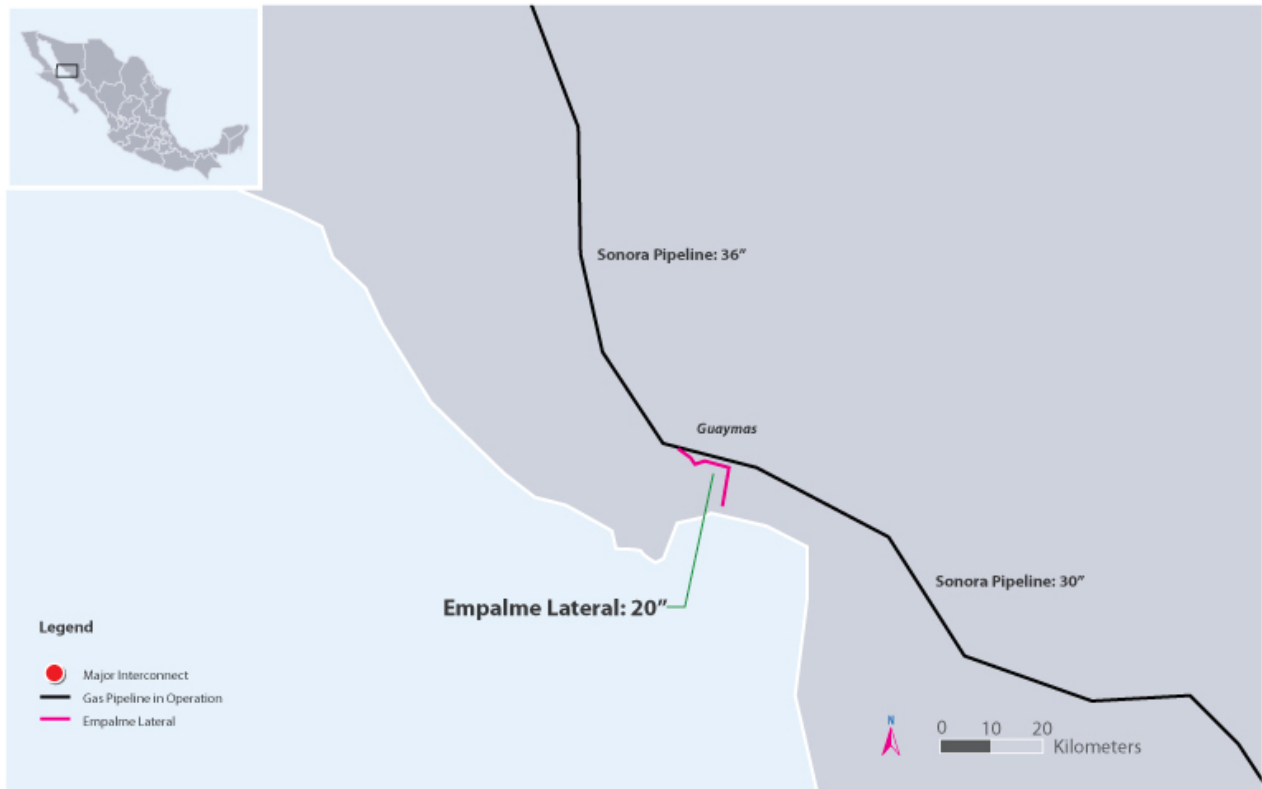 Sonora Pipeline: 36”
Guaymas
Sonora Pipeline: 30”
Empalme Lateral: 20”
Legend
Major Interconnect
Gas Pipeline in Operation
Empalme Lateral
N
0 10 20
Kilometers